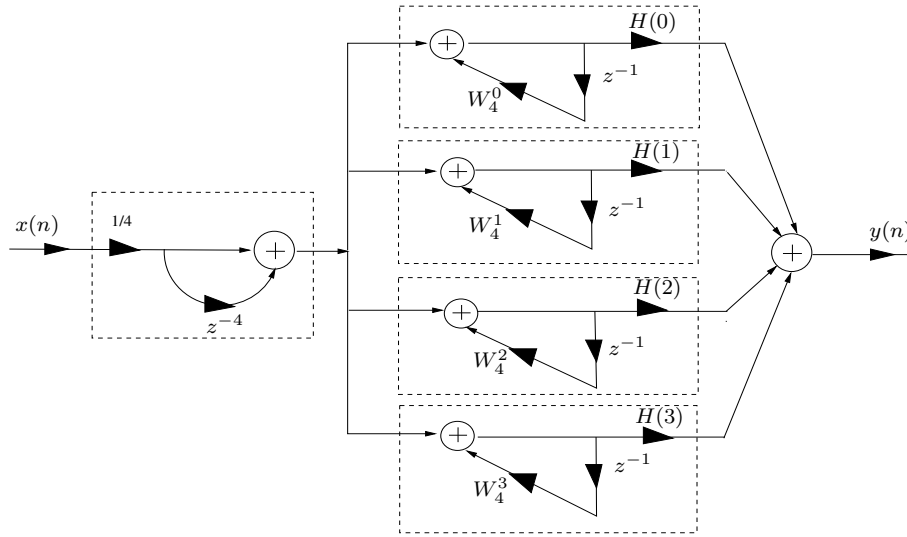 H(0)
+
z^{-1}
W_4^0
H(1)
+
z^{-1}
W_4^1
x(n)
1/4
+
z^{-4}
+
y(n)
H(2)
+
z^{-1}
W_4^2
H(3)
+
z^{-1}
W_4^3